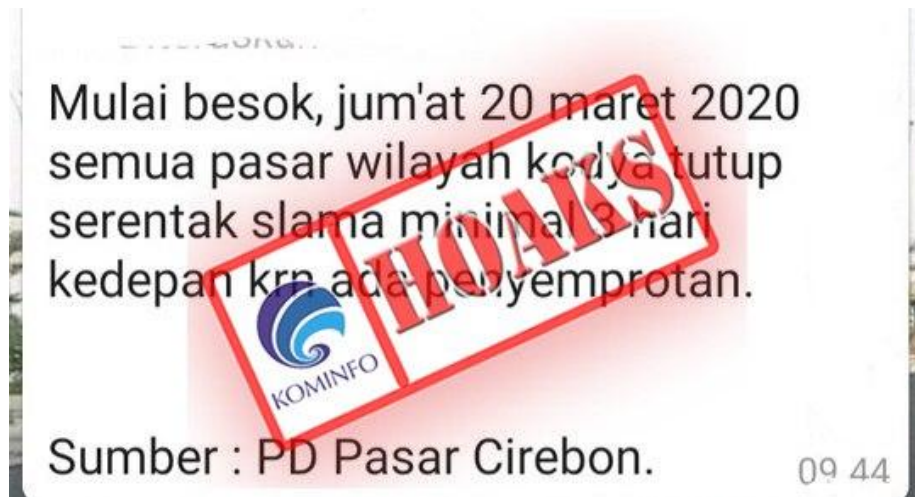 Mulai besok, jum'at 20 maret 2020
semua pasar wilayah kodya tutup
serentak slama minimal 3 hari
kedepan krn ada penyemprotan.
HOAKS
KOMINFO
Sumber : PD Pasar Cirebon.
09 44